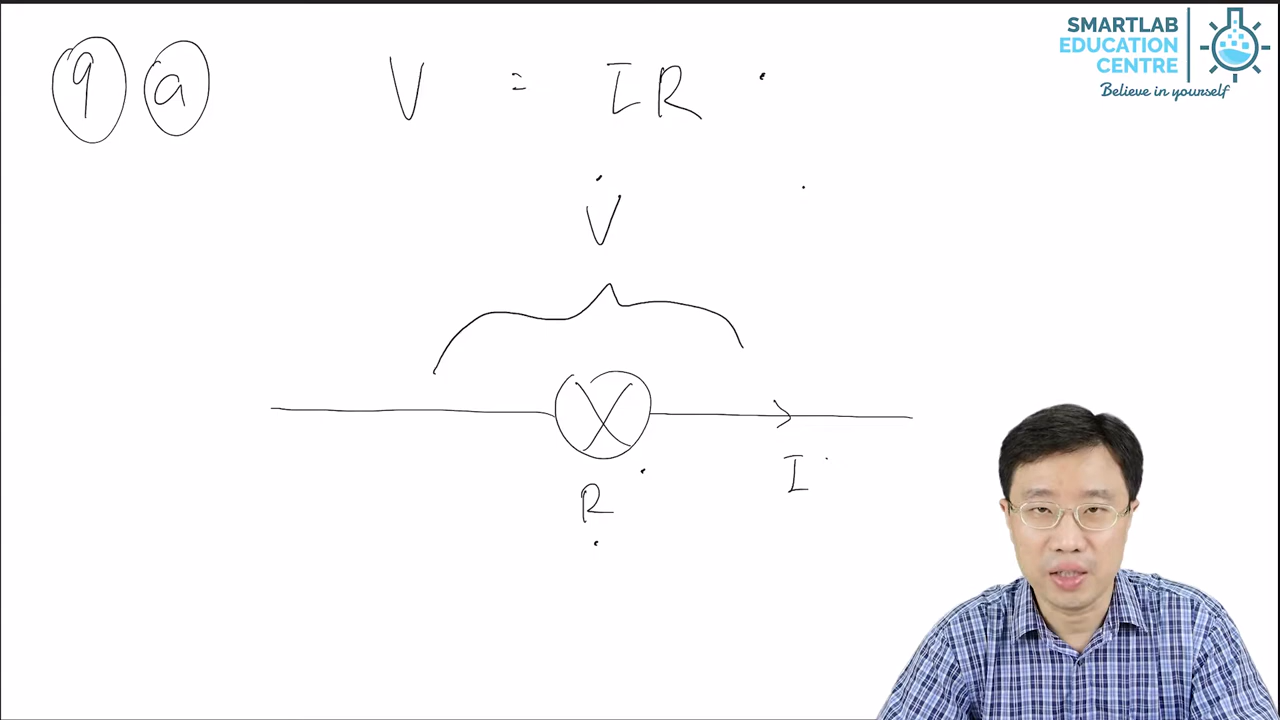 SMARTLAB
EDUCATION
CENTRE
Believe in yourself
9 a V = IR
V
I
R